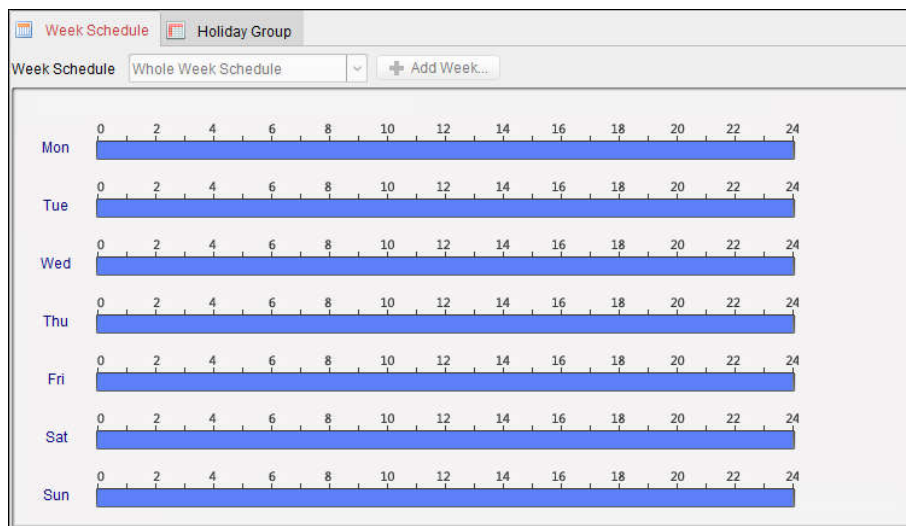 Week Schedule Holiday Group
Week Schedule Whole Week Schedule Add Week...
0 2 4 6 8 10 12 14 16 18 20 22 24
Mon
0 2 4 6 8 10 12 14 16 18 20 22 24
Tue
0 2 4 6 8 10 12 14 16 18 20 22 24
Wed
0 2 4 6 8 10 12 14 16 18 20 22 24
Thu
0 2 4 6 8 10 12 14 16 18 20 22 24
Fri
0 2 4 6 8 10 12 14 16 18 20 22 24
Sat
0 2 4 6 8 10 12 14 16 18 20 22 24
Sun